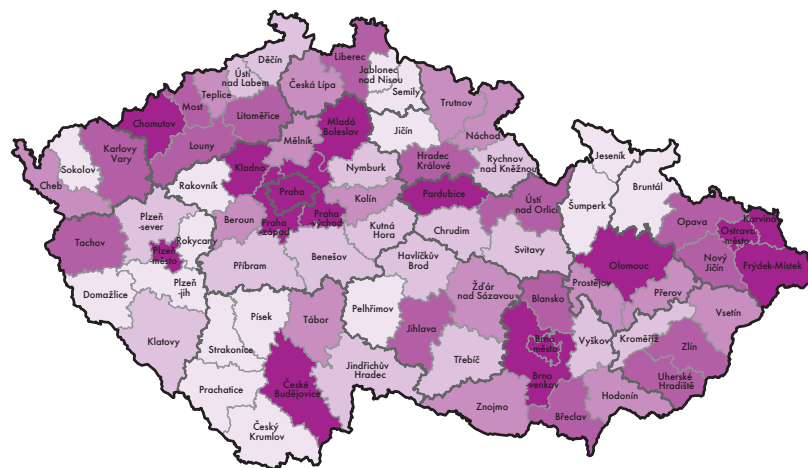 Děčín
Liberec
Ústí
nad Labem
Jablonec
nad Nisou
Teplice
Česká Lípa
Semily
Most
Trutnov
Chomutov
Litoměřice
Mladá
Boleslav
Jičín
Náchod
Karlovy
Vary
Louny
Mělník
Jeseník
Sokolov
Kladno
Nymburk
Hradec
Králové
Rychnov
nad Kněžnou
Cheb
Rakovník
Praha
Kolín
Pardubice
Bruntál
Ústí
nad Orlicí
Šumperk
Plzeň
-sever
Beroun
Praha
-západ
Praha
-východ
Kutná
Hora
Chrudim
Opava
Karviná
Ostrava
-město
Tachov
Rokycany
Plzeň
-město
Svitavy
Nový
Jičín
Frýdek-Místek
Příbram
Benešov
Havlíčkův
Brod
Olomouc
Plzeň
-jih
Žďár
nad Sázavou
Prostějov
Přerov
Domažlice
Blansko
Písek
Tábor
Pelhřimov
Vsetín
Klatovy
Strakonice
Jihlava
Brno-
město
Vyškov
Kroměříž
Zlín
Třebíč
Jindřichův
Hradec
České
Budějovice
Brno
-venkov
Uherské
Hradiště
Prachatice
Hodonín
Znojmo
Břeclav
Český
Krumlov